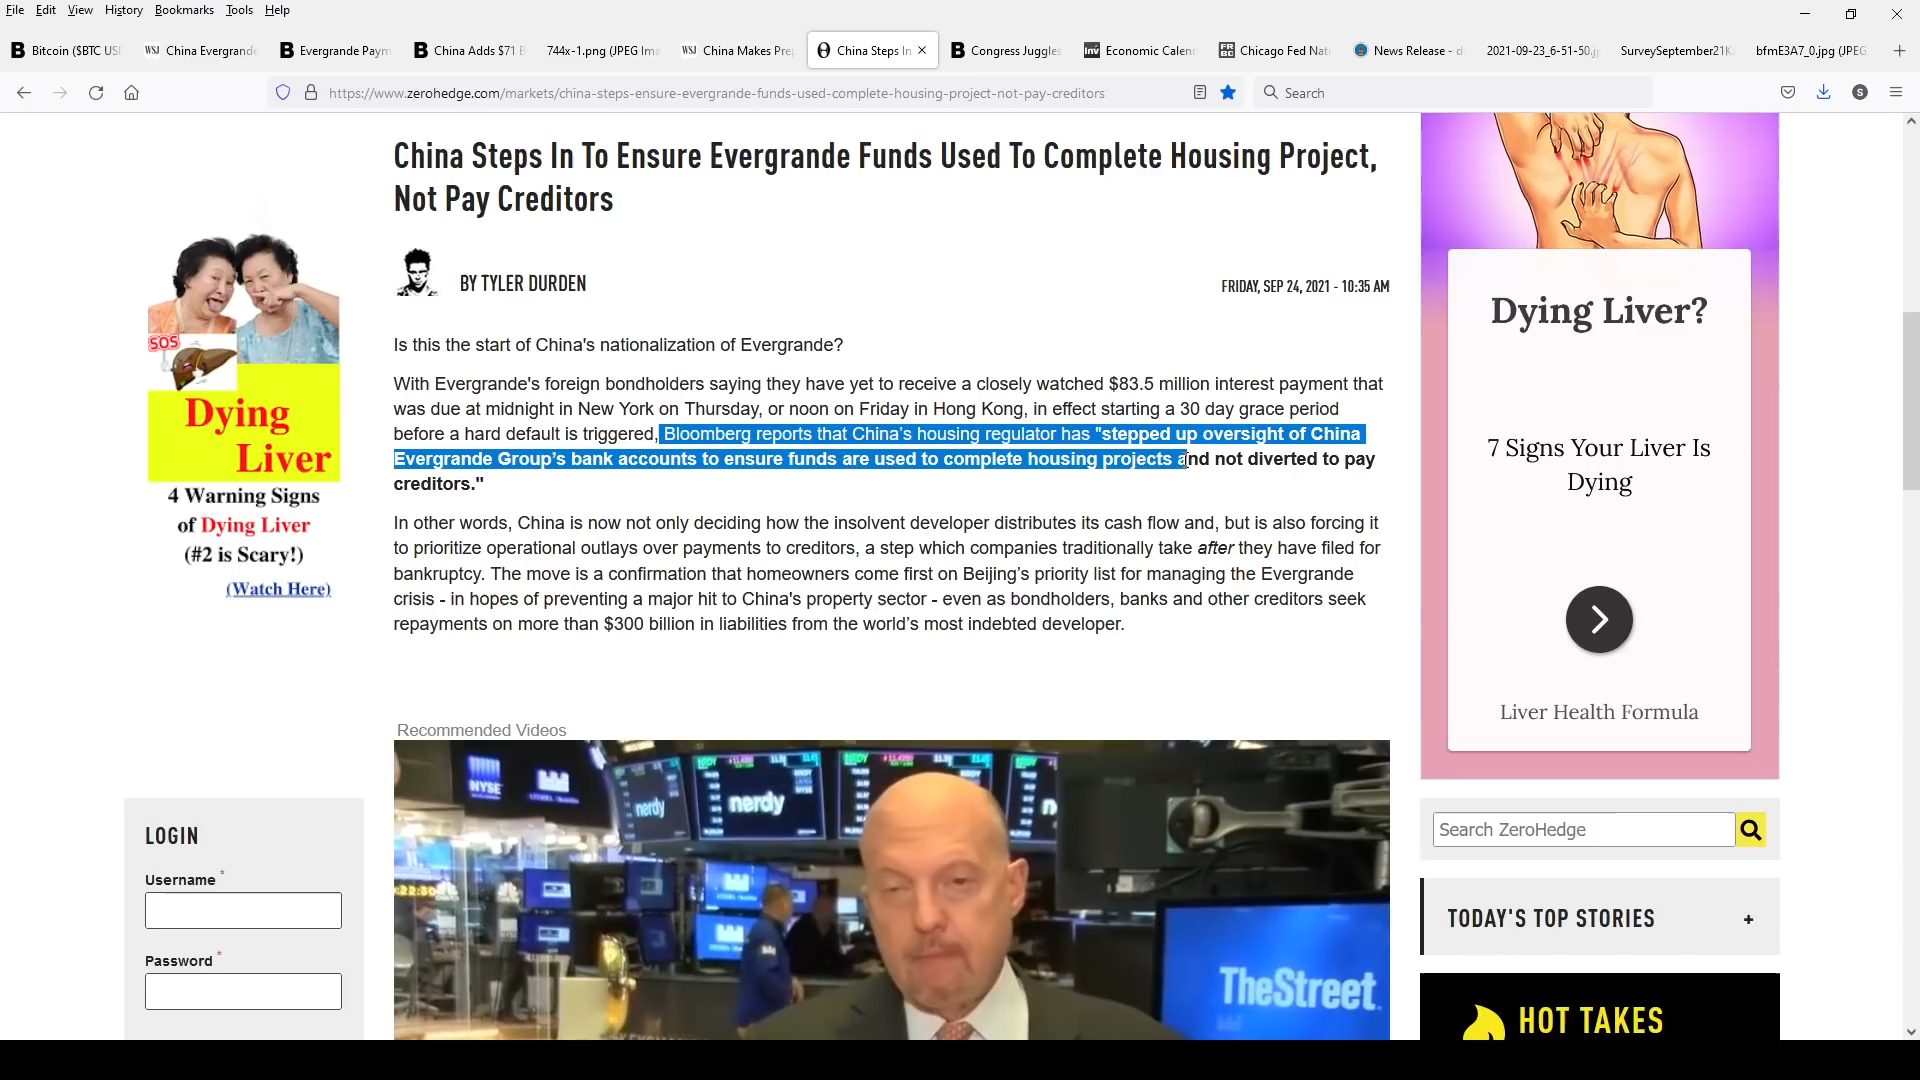 File Edit View History Bookmarks Tools Help
Bitcoin ($BTC US
WSJ China Evergrande
Evergrande Paym
China Adds $71 B
744x-1.png (JPEG Ima
WSJ China Makes Pre
China Steps In
Congress Juggles
Inv Economic Calen
Chicago Fed Nati
News Release - d
2021-09-23_6-51-50.j
SurveySeptember21K
bfmE3A7_0.jpg (JPEG
https://www.zerohedge.com/markets/china-steps-ensure-evergrande-funds-used-complete-housing-project-not-pay-creditors
Search
S
China Steps In To Ensure Evergrande Funds Used To Complete Housing Project,
Not Pay Creditors
BY TYLER DURDEN
FRIDAY, SEP 24, 2021 - 10:35 AM
Is this the start of China's nationalization of Evergrande?
With Evergrande's foreign bondholders saying they have yet to receive a closely watched $83.5 million interest payment that
was due at midnight in New York on Thursday, or noon on Friday in Hong Kong, in effect starting a 30 day grace period
before a hard default is triggered, Bloomberg reports that China’s housing regulator has "stepped up oversight of China
Evergrande Group’s bank accounts to ensure funds are used to complete housing projects and not diverted to pay
creditors."
In other words, China is now not only deciding how the insolvent developer distributes its cash flow and, but is also forcing it
to prioritize operational outlays over payments to creditors, a step which companies traditionally take after they have filed for
bankruptcy. The move is a confirmation that homeowners come first on Beijing’s priority list for managing the Evergrande
crisis - in hopes of preventing a major hit to China's property sector - even as bondholders, banks and other creditors seek
repayments on more than $300 billion in liabilities from the world’s most indebted developer.
Recommended Videos
NYSE
nerdy
nerdy
TheStreet
SOS
Dying
Liver
4 Warning Signs
of Dying Liver
(#2 is Scary!)
(Watch Here)
LOGIN
Username *
Password *
Dying Liver?
7 Signs Your Liver Is
Dying
Liver Health Formula
Search ZeroHedge
TODAY'S TOP STORIES +
HOT TAKES